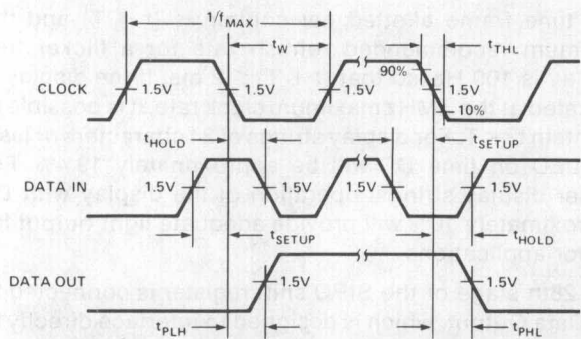 1/fMAX
tW
tTHL
90%
CLOCK
1.5V
1.5V
1.5V
1.5V
10%
tHOLD
tSETUP
DATA IN
1.5V
1.5V
1.5V
1.5V
tSETUP
tHOLD
DATA OUT
1.5V
1.5V
tPLH
tPHL